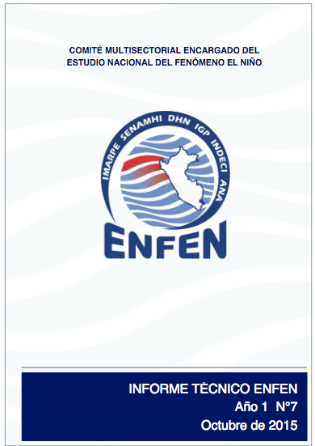 COMITÉ MULTISECTORIAL ENCARGADO DEL
ESTUDIO NACIONAL DEL FENÓMENO EL NIÑO
IMARPE SENAMHI DHN IGP INDECI ANA
ENFEN
INFORME TÉCNICO ENFEN
Año 1 N°7
Octubre de 2015